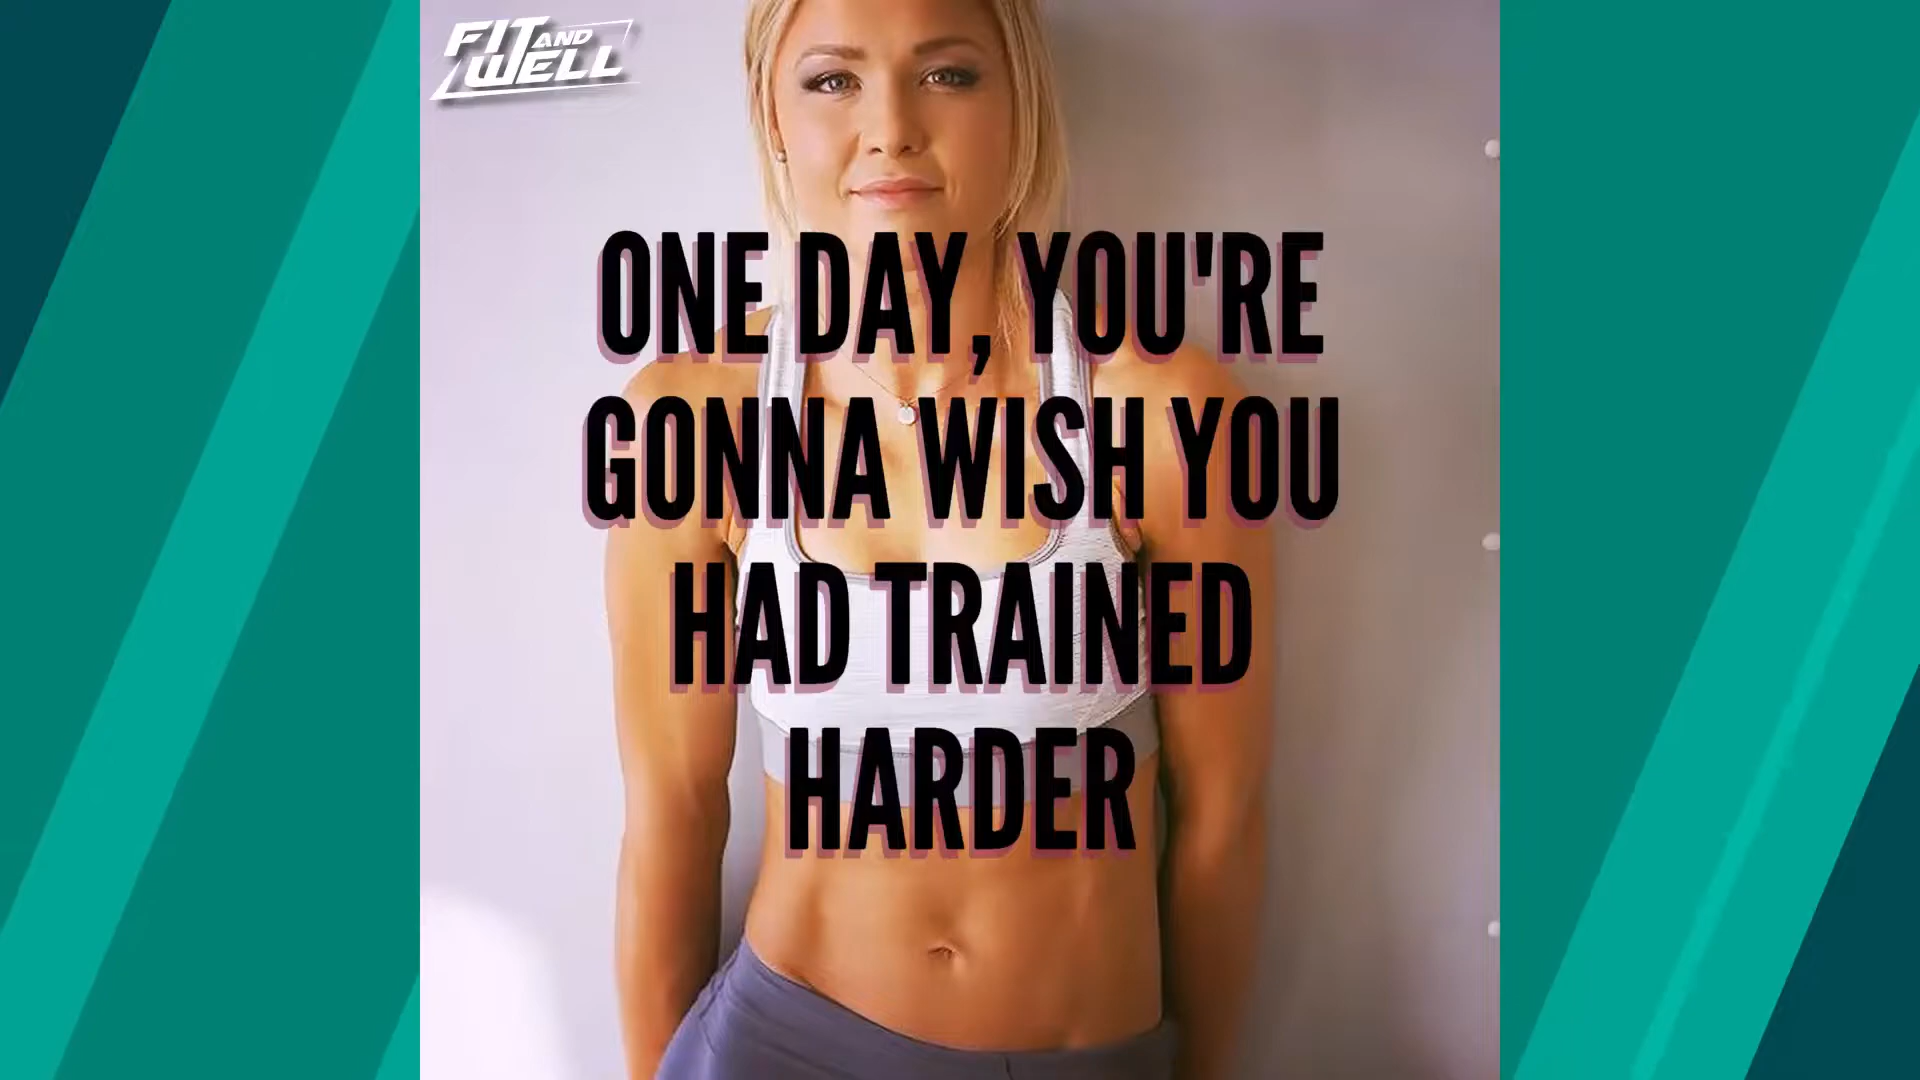 FIT AND
WELL
ONE DAY, YOU'RE
GONNA WISH YOU
HAD TRAINED
HARDER